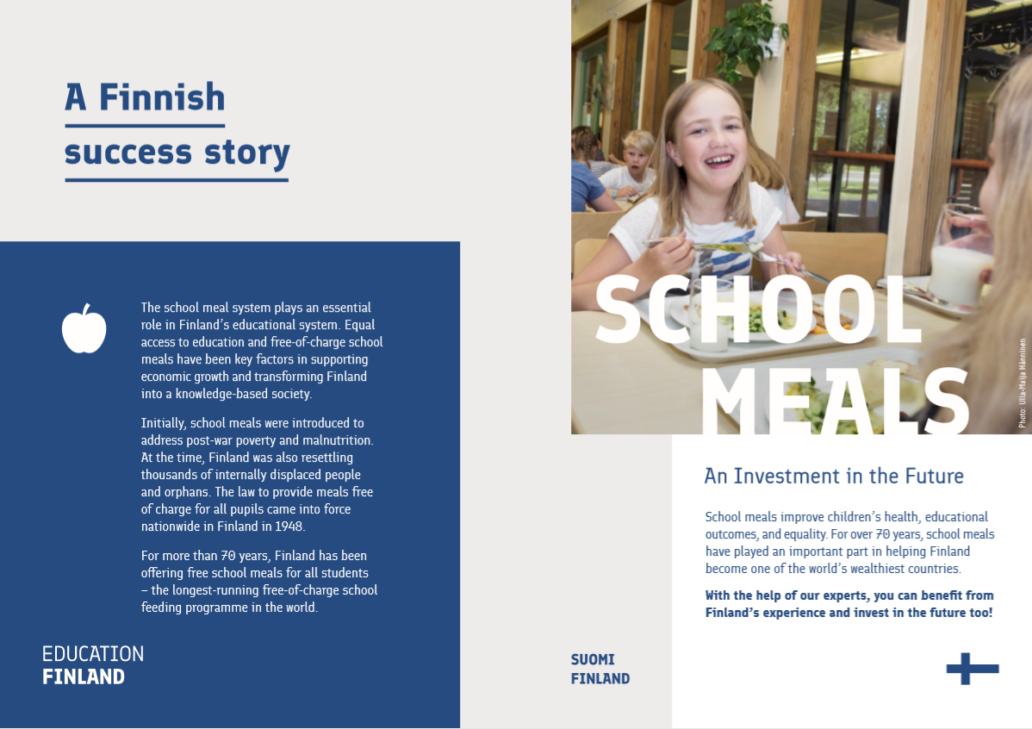 A Finnish
success story
The school meal system plays an essential
role in Finland's educational system. Equal
access to education and free-of-charge school
meals have been key factors in supporting
economic growth and transforming Finland
into a knowledge-based society.
Initially, school meals were introduced to
address post-war poverty and malnutrition.
At the time, Finland was also resettling
thousands of internally displaced people
and orphans. The law to provide meals free
of charge for all pupils came into force
nationwide in Finland in 1948.
For more than 70 years, Finland has been
offering free school meals for all students
– the longest-running free-of-charge school
feeding programme in the world.
EDUCATION
FINLAND
SCHOOL
MEALS
Photo: Ulla-Maija Männinen
An Investment in the Future
School meals improve children's health, educational
outcomes, and equality. For over 70 years, school meals
have played an important part in helping Finland
become one of the world's wealthiest countries.
With the help of our experts, you can benefit from
Finland's experience and invest in the future too!
SUOMI
FINLAND